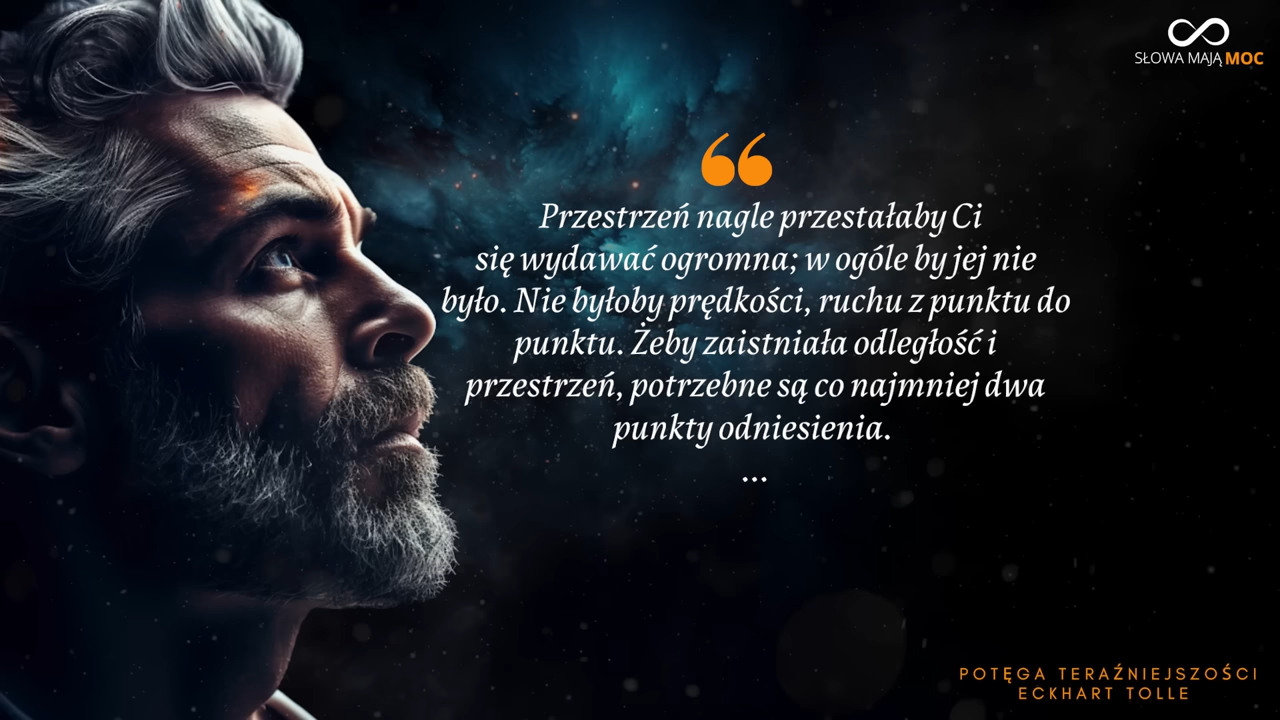 SŁOWA MAJĄ MOC
Przestrzeń nagle przestałaby Ci
się wydawać ogromna; w ogóle by jej nie
było. Nie byłoby prędkości, ruchu z punktu do
punktu. Żeby zaistniała odległość i
przestrzeń, potrzebne są co najmniej dwa
punkty odniesienia.
...
POTĘGA TERAŹNIEJSZOŚCI
ECKHART TOLLE